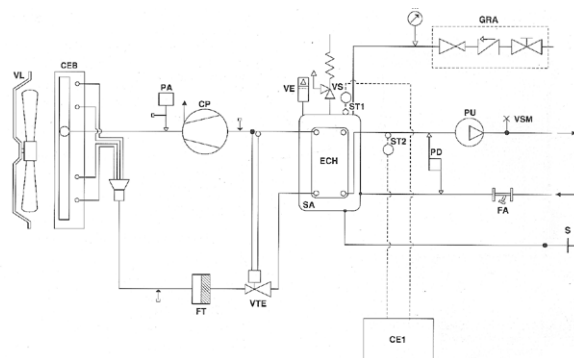 GRA
VL
CEB
PA
CP
VE
VS
ST1
PU
VSM
ECH
ST2
PD
SA
FA
S
FT
VTE
CE1